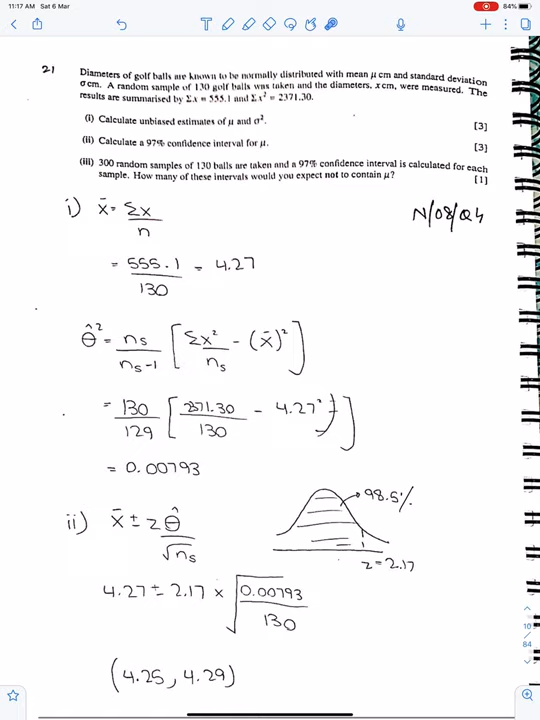 11:17 AM Sat 6 Mar
84%
21
Diameters of golf balls are known to be normally distributed with mean μ cm and standard deviation
σ cm. A random sample of 130 golf balls was taken and the diameters, x cm, were measured. The
results are summarised by Σx = 555.1 and Σx² = 2371.30.
(i) Calculate unbiased estimates of μ and σ². [3]
(ii) Calculate a 97% confidence interval for μ. [3]
(iii) 300 random samples of 130 balls are taken and a 97% confidence interval is calculated for each
sample. How many of these intervals would you expect not to contain μ? [1]
N/08/Q4
i) x̄ = Σx / n
= 555.1 / 130 = 4.27
θ̂² = nₛ / (nₛ-1) [ Σx² / nₛ - (x̄)² ]
= 130 / 129 [ 2371.30 / 130 - 4.27² ) ]
= 0.00793
ii) x̄ ± z θ̂ / √nₛ
98.5%
z = 2.17
4.27 ± 2.17 × √ 0.00793 / 130
(4.25, 4.29)
10
/
84